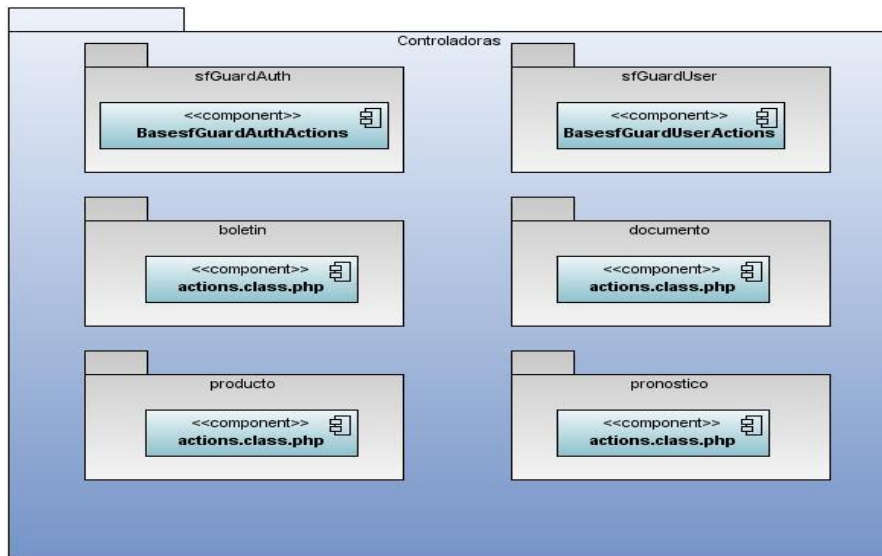 Controladoras
sfGuardAuth
<<component>>
BasesfGuardAuthActions
sfGuardUser
<<component>>
BasesfGuardUserActions
boletin
<<component>>
actions.class.php
documento
<<component>>
actions.class.php
producto
<<component>>
actions.class.php
pronostico
<<component>>
actions.class.php